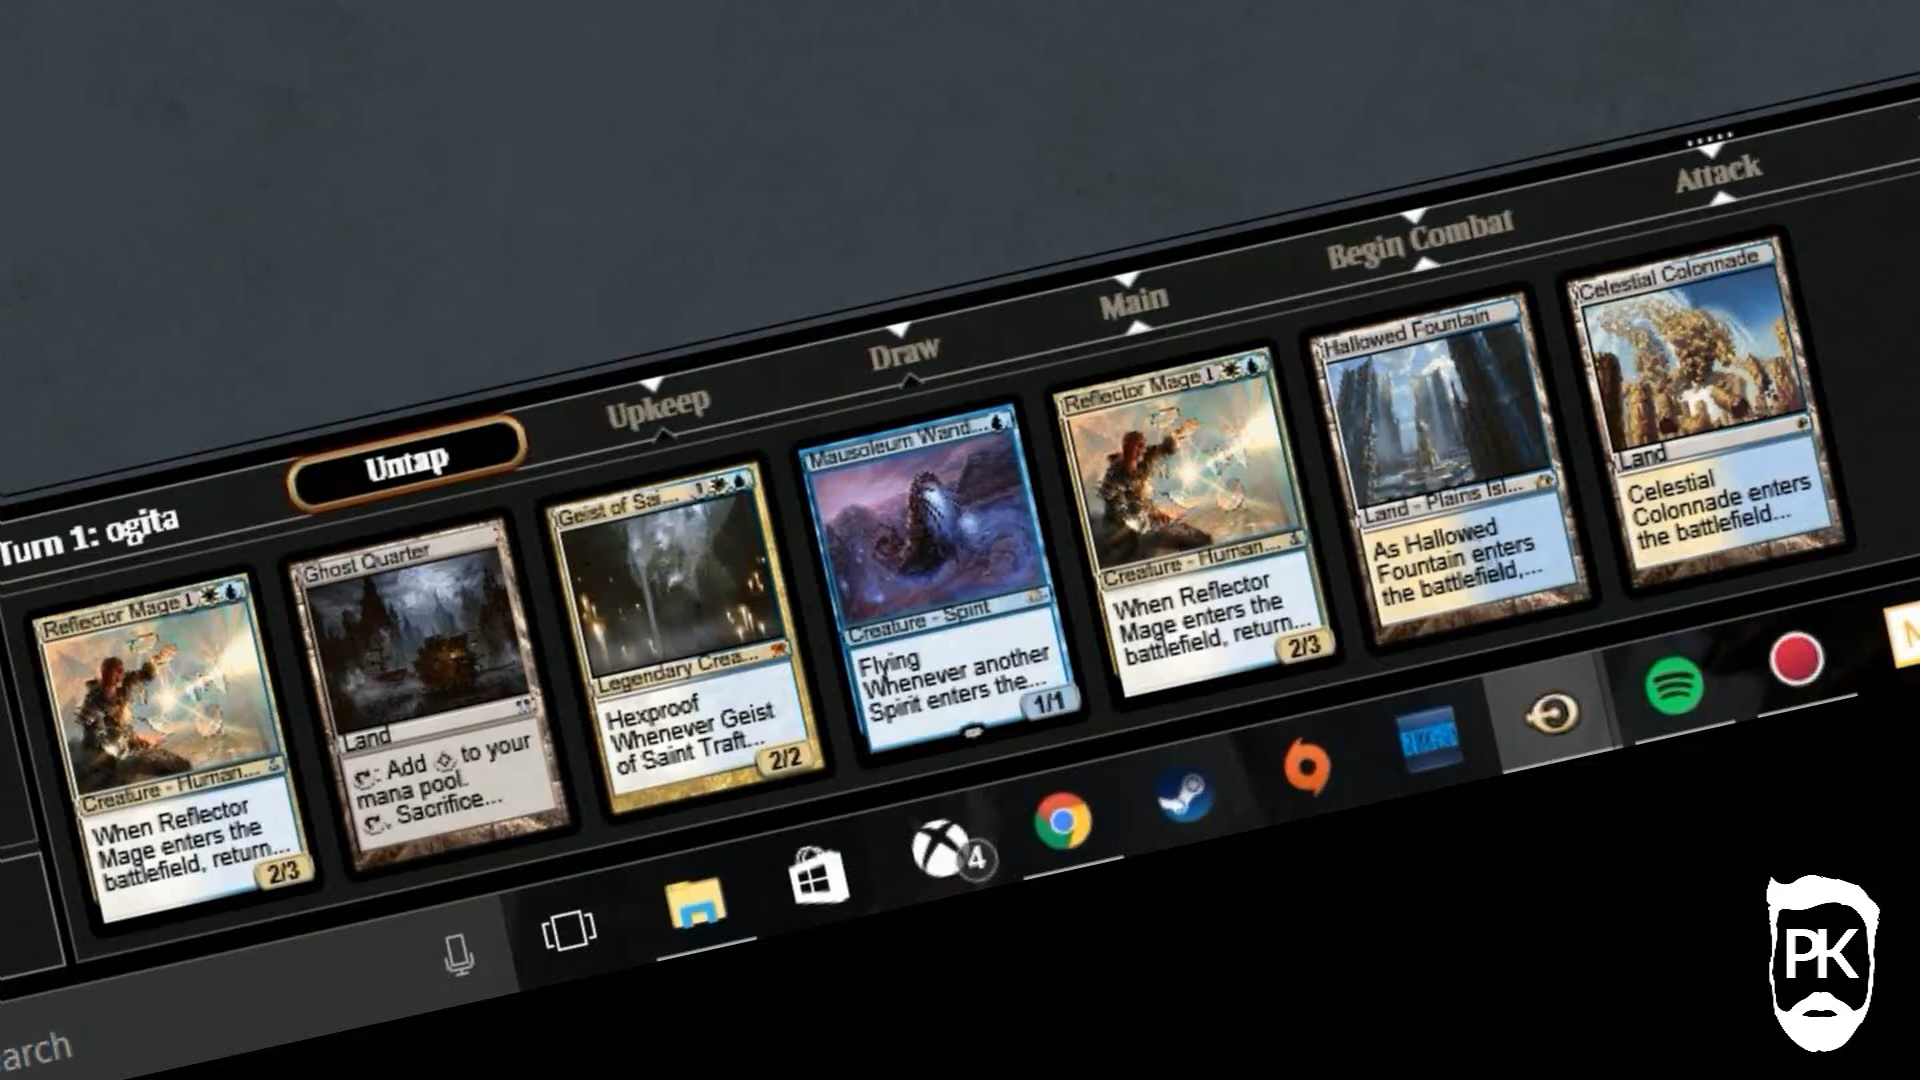 Attack
Begin Combat
Main
Draw
Upkeep
Untap
Turn 1: ogita
Reflector Mage 1
Creature - Human...
When Reflector
Mage enters the
battlefield, return...
2/3
Ghost Quarter
Land
: Add to your
mana pool.
, Sacrifice...
Geist of Sai... 1
Legendary Crea...
Hexproof
Whenever Geist
of Saint Traft...
2/2
Mausoleum Wand...
Creature - Spirit
Flying
Whenever another
Spirit enters the...
1/1
Reflector Mage 1
Creature - Human...
When Reflector
Mage enters the
battlefield, return...
2/3
Hallowed Fountain
Land - Plains Isl...
As Hallowed
Fountain enters
the battlefield,...
Celestial Colonnade
Land
Celestial
Colonnade enters
the battlefield...
4
arch
PK